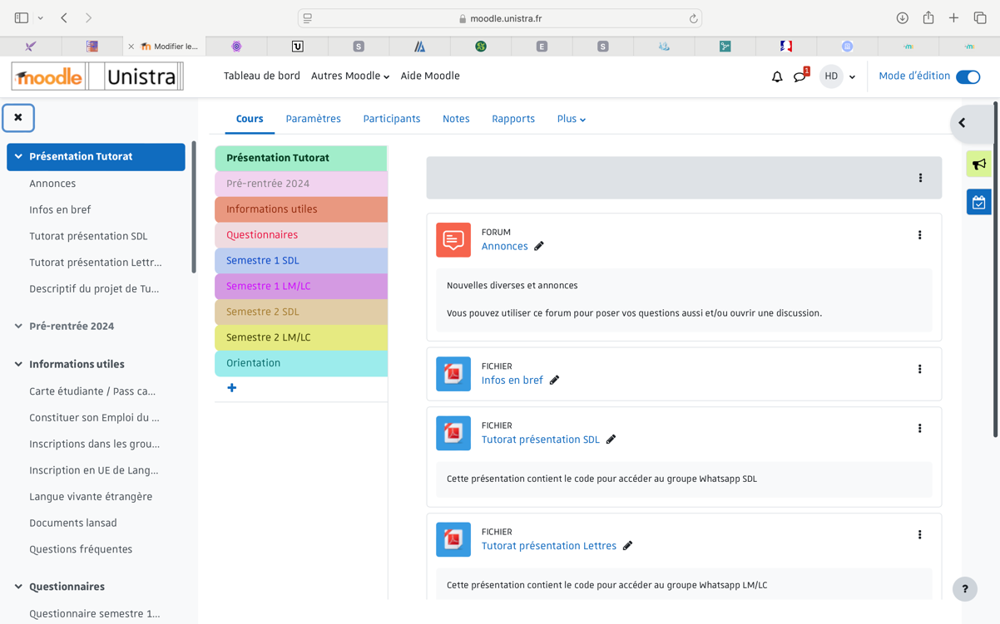 moodle.unistra.fr
Modifier le...
moodle Unistra
Tableau de bord Autres Moodle Aide Moodle
1
HD
Mode d'édition
Cours Paramètres Participants Notes Rapports Plus
Présentation Tutorat
Annonces
Infos en bref
Tutorat présentation SDL
Tutorat présentation Lettr...
Descriptif du projet de Tu...
Pré-rentrée 2024
Informations utiles
Carte étudiante / Pass ca...
Constituer son Emploi du ...
Inscriptions dans les grou...
Inscription en UE de Lang...
Langue vivante étrangère
Documents lansad
Questions fréquentes
Questionnaires
Questionnaire semestre 1...
Présentation Tutorat
Pré-rentrée 2024
Informations utiles
Questionnaires
Semestre 1 SDL
Semestre 1 LM/LC
Semestre 2 SDL
Semestre 2 LM/LC
Orientation
FORUM
Annonces
Nouvelles diverses et annonces
Vous pouvez utiliser ce forum pour poser vos questions aussi et/ou ouvrir une discussion.
FICHIER
Infos en bref
FICHIER
Tutorat présentation SDL
Cette présentation contient le code pour accéder au groupe Whatsapp SDL
FICHIER
Tutorat présentation Lettres
Cette présentation contient le code pour accéder au groupe Whatsapp LM/LC
?